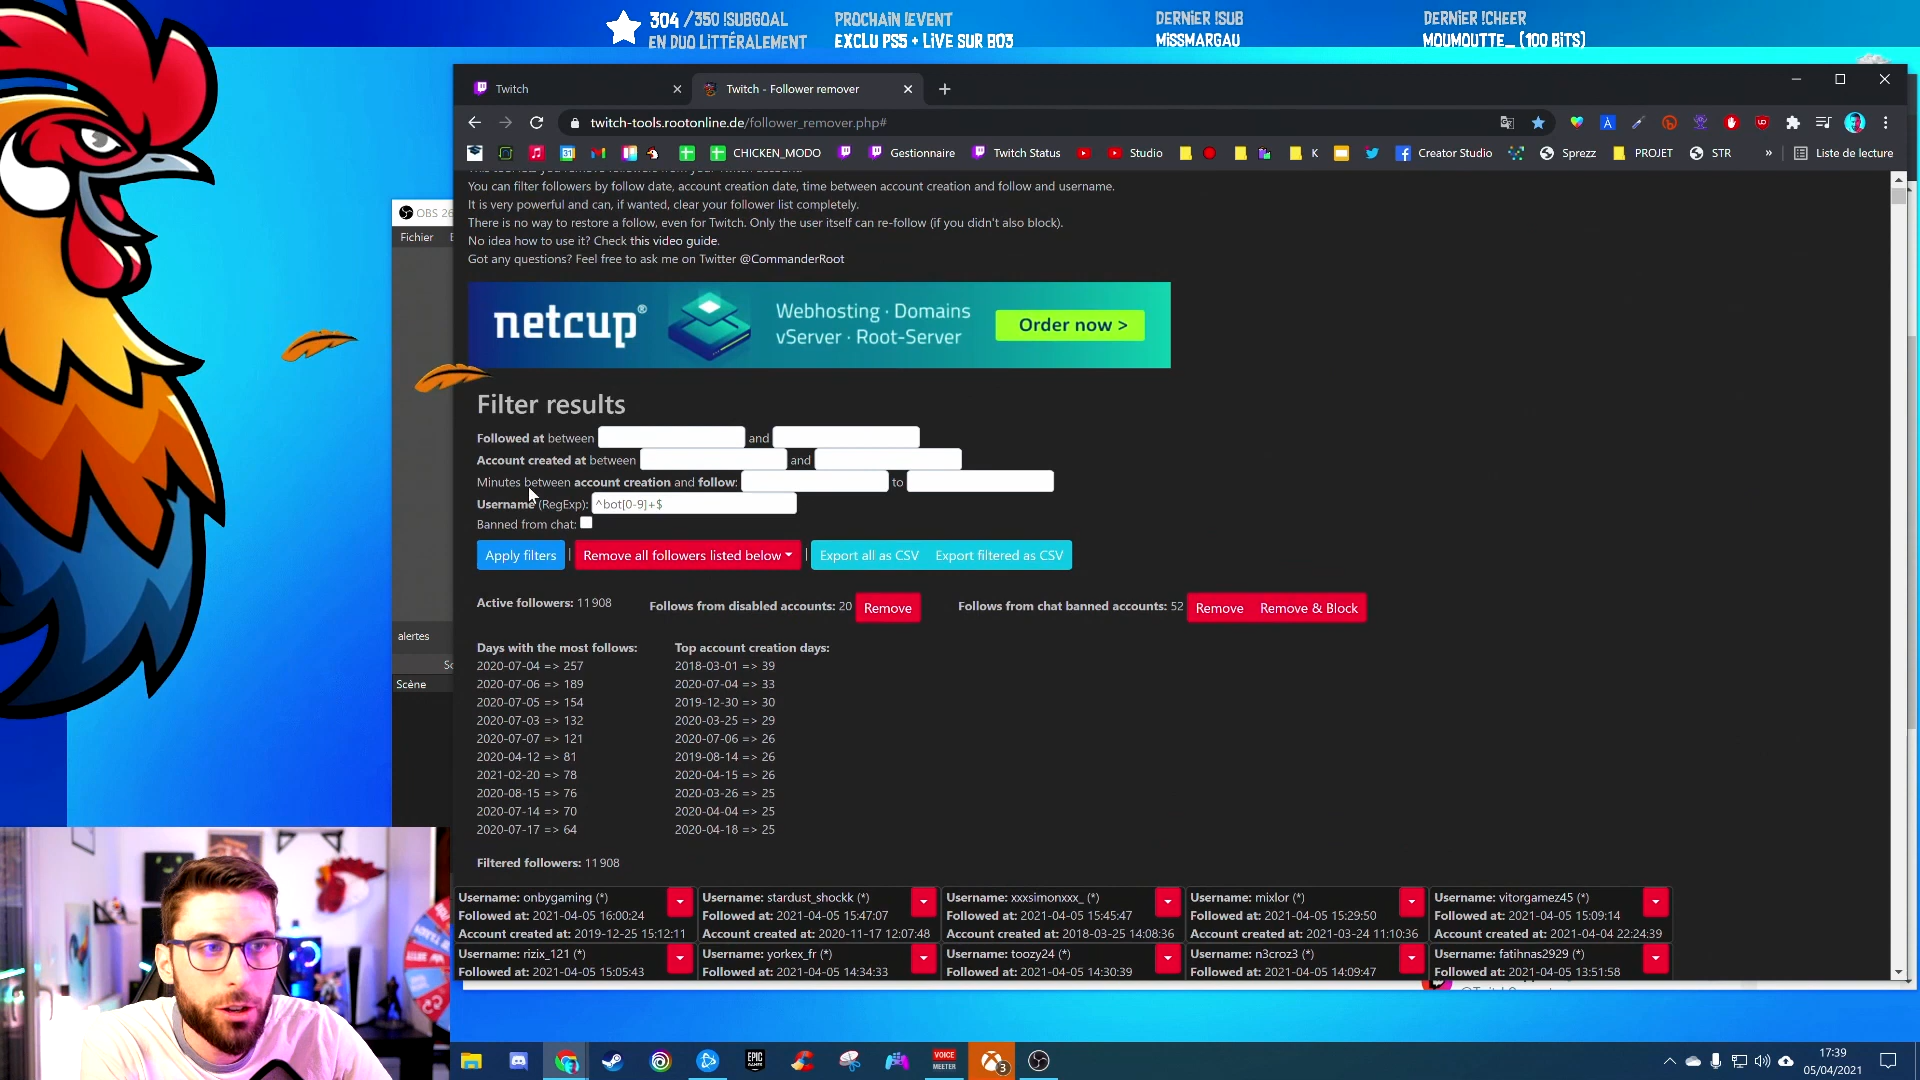 304 /350 !SUBGOAL
EN DUO LiTTÉRALEMENT
PROCHAiN !EVENT
EXCLU PS5 + LiVE SUR BO3
DERNiER !SUB
MiSSMARGAU
DERNiER !CHEER
MOUMOUTTE_ (100 BiTS)
Twitch
Twitch - Follower remover
twitch-tools.rootonline.de/follower_remover.php#
CHICKEN_MODO
Gestionnaire
Twitch Status
Studio
K
Creator Studio
Sprezz
PROJET
STR
»
Liste de lecture
OBS 26
Fichier
You can filter followers by follow date, account creation date, time between account creation and follow and username.
It is very powerful and can, if wanted, clear your follower list completely.
There is no way to restore a follow, even for Twitch. Only the user itself can re-follow (if you didn't also block).
No idea how to use it? Check this video guide.
Got any questions? Feel free to ask me on Twitter @CommanderRoot
netcup®
Webhosting · Domains
vServer · Root-Server
Order now >
Filter results
Followed at between and
Account created at between and
Minutes between account creation and follow: to
Username (RegExp): ^bot[0-9]+$
Banned from chat:
Apply filters | Remove all followers listed below | Export all as CSV Export filtered as CSV
Active followers: 11 908
Follows from disabled accounts: 20 Remove
Follows from chat banned accounts: 52 Remove Remove & Block
alertes
Scène
Days with the most follows:
2020-07-04 => 257
2020-07-06 => 189
2020-07-05 => 154
2020-07-03 => 132
2020-07-07 => 121
2020-04-12 => 81
2021-02-20 => 78
2020-08-15 => 76
2020-07-14 => 70
2020-07-17 => 64
Top account creation days:
2018-03-01 => 39
2020-07-04 => 33
2019-12-30 => 30
2020-03-25 => 29
2020-07-06 => 26
2019-08-14 => 26
2020-04-15 => 26
2020-03-26 => 25
2020-04-04 => 25
2020-04-18 => 25
Filtered followers: 11 908
Username: onbygaming (*)
Followed at: 2021-04-05 16:00:24
Account created at: 2019-12-25 15:12:11
Username: stardust_shockk (*)
Followed at: 2021-04-05 15:47:07
Account created at: 2020-11-17 12:07:48
Username: xxxsimonxxx_ (*)
Followed at: 2021-04-05 15:45:47
Account created at: 2018-03-25 14:08:36
Username: mixlor (*)
Followed at: 2021-04-05 15:29:50
Account created at: 2021-03-24 11:10:36
Username: vitorgamez45 (*)
Followed at: 2021-04-05 15:09:14
Account created at: 2021-04-04 22:24:39
Username: rizix_121 (*)
Followed at: 2021-04-05 15:05:43
Username: yorkex_fr (*)
Followed at: 2021-04-05 14:34:33
Username: toozy24 (*)
Followed at: 2021-04-05 14:30:39
Username: n3croz3 (*)
Followed at: 2021-04-05 14:09:47
Username: fatihnas2929 (*)
Followed at: 2021-04-05 13:51:58
EPIC GAMES
VOICE MEETER
3
17:39
05/04/2021